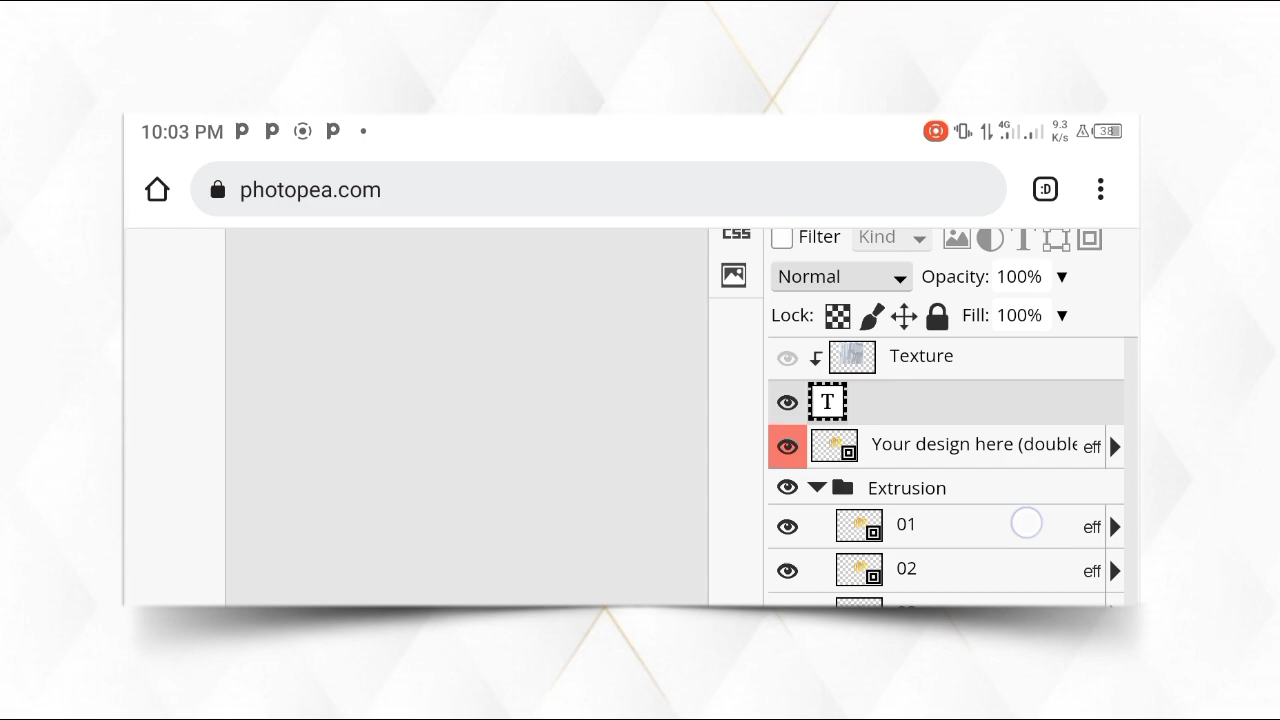 10:03 PM
4G
9.3
K/s
38
photopea.com
:D
CSS
Filter
Kind
Normal
Opacity: 100%
Lock:
Fill: 100%
Texture
T
Your design here (double
eff
Extrusion
01
eff
02
eff